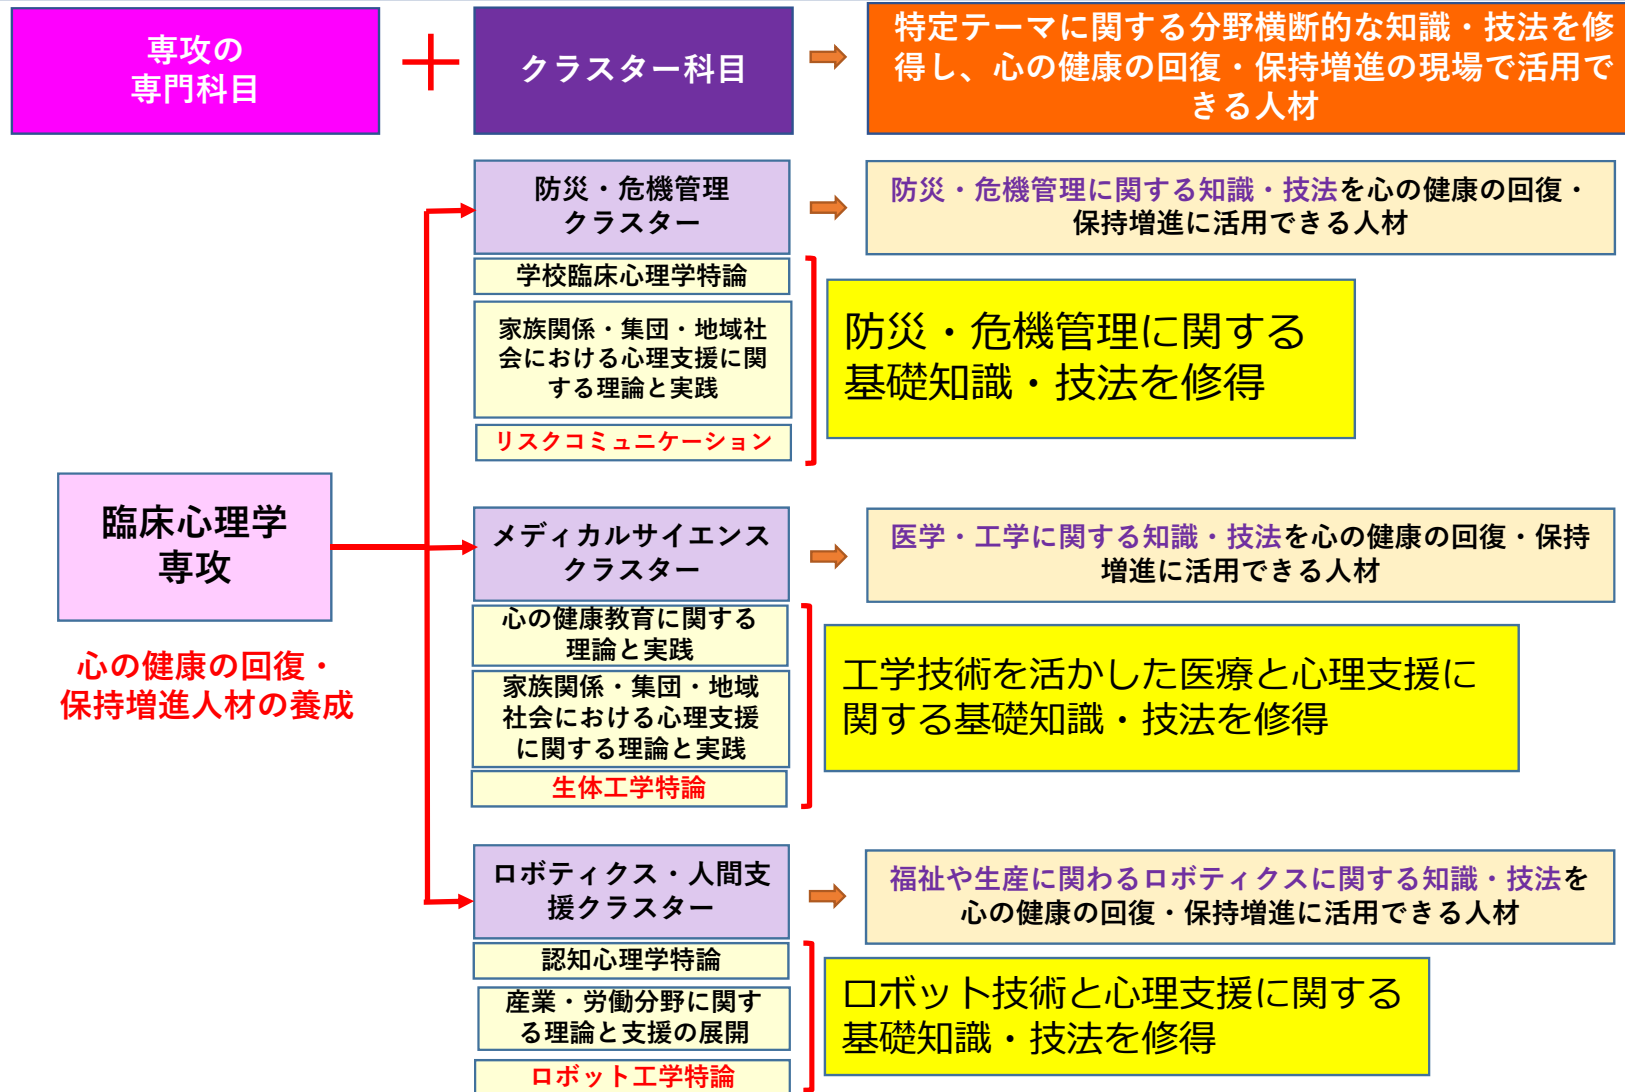 専攻の
専門科目
クラスター科目
特定テーマに関する分野横断的な知識・技法を修
得し、心の健康の回復・保持増進の現場で活用で
きる人材
防災・危機管理
クラスター
防災・危機管理に関する知識・技法を心の健康の回復・
保持増進に活用できる人材
学校臨床心理学特論
家族関係・集団・地域社
会における心理支援に関
する理論と実践
リスクコミュニケーション
防災・危機管理に関する
基礎知識・技法を修得
臨床心理学
専攻
心の健康の回復・
保持増進人材の養成
メディカルサイエンス
クラスター
医学・工学に関する知識・技法を心の健康の回復・保持
増進に活用できる人材
心の健康教育に関する
理論と実践
家族関係・集団・地域
社会における心理支援
に関する理論と実践
生体工学特論
工学技術を活かした医療と心理支援に
関する基礎知識・技法を修得
ロボティクス・人間支
援クラスター
福祉や生産に関わるロボティクスに関する知識・技法を
心の健康の回復・保持増進に活用できる人材
認知心理学特論
産業・労働分野に関す
る理論と支援の展開
ロボット工学特論
ロボット技術と心理支援に関する
基礎知識・技法を修得